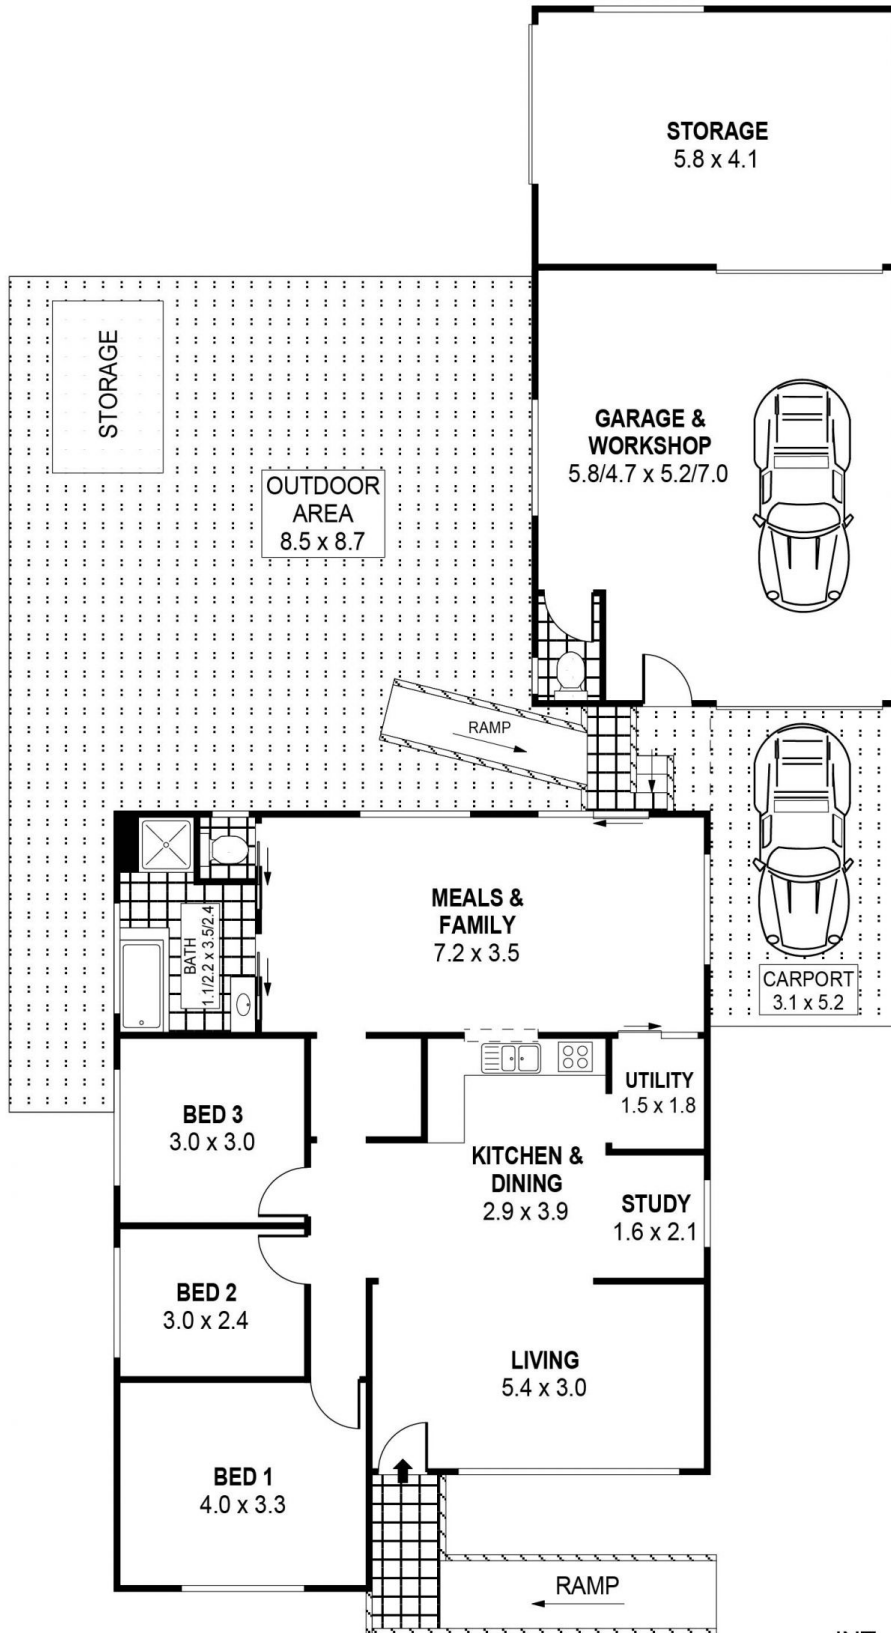 STORAGE
5.8 x 4.1
STORAGE
GARAGE &
WORKSHOP
5.8/4.7 x 5.2/7.0
OUTDOOR
AREA
8.5 x 8.7
RAMP
MEALS &
FAMILY
7.2 x 3.5
BATH
1.1/2.2 x 3.5/2.4
CARPORT
3.1 x 5.2
UTILITY
1.5 x 1.8
BED 3
3.0 x 3.0
KITCHEN &
DINING
2.9 x 3.9
STUDY
1.6 x 2.1
BED 2
3.0 x 2.4
LIVING
5.4 x 3.0
BED 1
4.0 x 3.3
RAMP